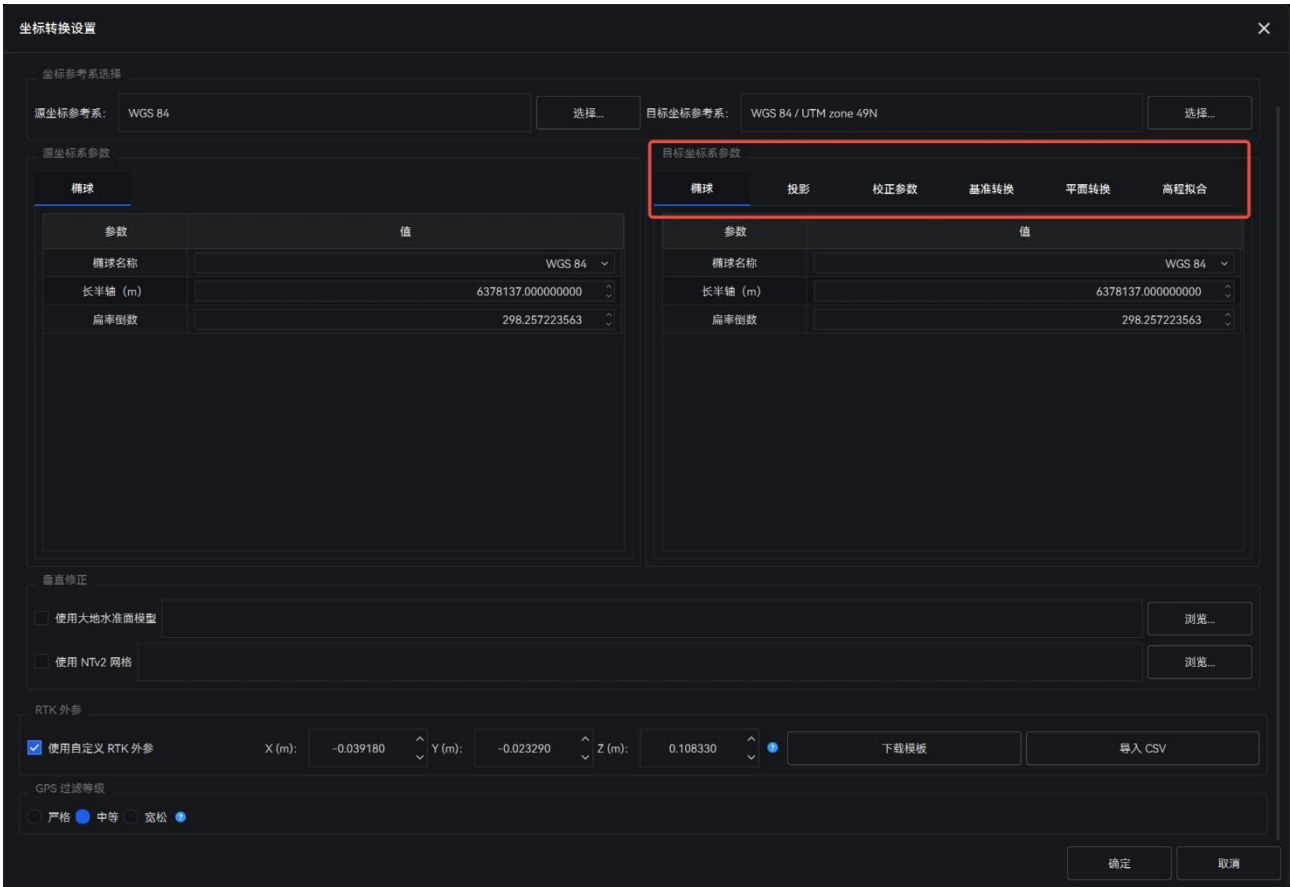 坐标转换设置
坐标参考系选择
源坐标参考系: WGS 84 选择... 目标坐标参考系: WGS 84 / UTM zone 49N 选择...
源坐标系参数 目标坐标系参数
椭球 椭球 投影 校正参数 基准转换 平面转换 高程拟合
参数 值 参数 值
椭球名称 WGS 84 椭球名称 WGS 84
长半轴（m） 6378137.000000000 长半轴（m） 6378137.000000000
扁率倒数 298.257223563 扁率倒数 298.257223563
垂直修正
使用大地水准面模型 浏览...
使用 NTv2 网格 浏览...
RTK 外参
使用自定义 RTK 外参 X (m): -0.039180 Y (m): -0.023290 Z (m): 0.108330 ? 下载模板 导入 CSV
GPS 过滤等级
严格 中等 宽松 ?
确定 取消